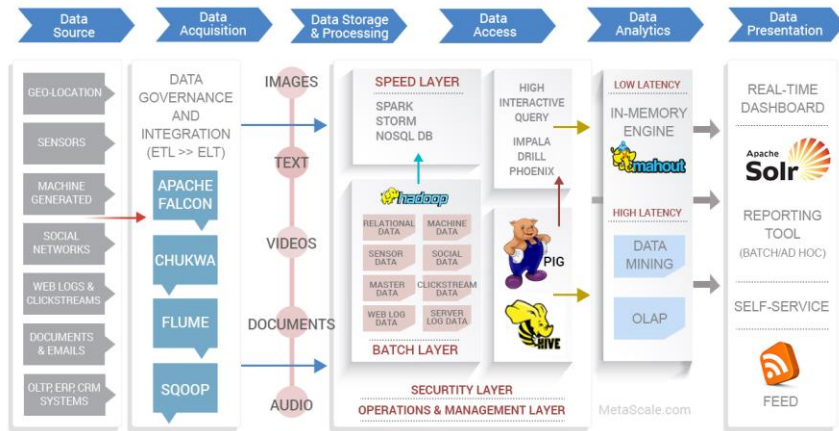 Data
Source
Data
Acquisition
Data Storage
& Processing
Data
Access
Data
Analytics
Data
Presentation
GEO-LOCATION
SENSORS
MACHINE
GENERATED
SOCIAL
NETWORKS
WEB LOGS &
CLICKSTREAMS
DOCUMENTS
& EMAILS
OLTP, ERP, CRM
SYSTEMS
DATA
GOVERNANCE
AND
INTEGRATION
(ETL >> ELT)
APACHE
FALCON
CHUKWA
FLUME
SQOOP
IMAGES
TEXT
VIDEOS
DOCUMENTS
AUDIO
SPEED LAYER
SPARK
STORM
NOSQL DB
hadoop
RELATIONAL
DATA
MACHINE
DATA
SENSOR
DATA
SOCIAL
DATA
MASTER
DATA
CLICKSTREAM
DATA
WEB LOG
DATA
SERVER
LOG DATA
BATCH LAYER
HIGH
INTERACTIVE
QUERY
IMPALA
DRILL
PHOENIX
PIG
HIVE
SECURTITY LAYER
OPERATIONS & MANAGEMENT LAYER
LOW LATENCY
IN-MEMORY
ENGINE
mahout
HIGH LATENCY
DATA
MINING
OLAP
MetaScale.com
REAL-TIME
DASHBOARD
Apache
Solr
REPORTING
TOOL
(BATCH/AD HOC)
SELF-SERVICE
FEED